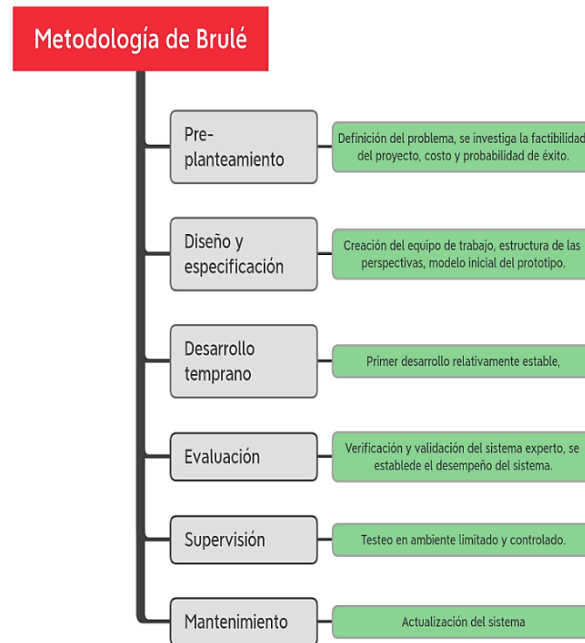 Metodología de Brulé
Pre-
planteamiento
Definición del problema, se investiga la factibilidad
del proyecto, costo y probabilidad de éxito.
Diseño y
especificación
Creación del equipo de trabajo, estructura de las
perspectivas, modelo inicial del prototipo.
Desarrollo
temprano
Primer desarrollo relativamente estable,
Evaluación
Verificación y validación del sistema experto, se
establede el desempeño del sistema.
Supervisión
Testeo en ambiente limitado y controlado.
Mantenimiento
Actualización del sistema